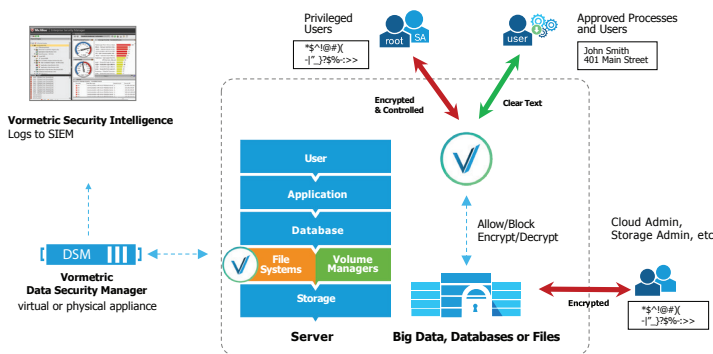 Privileged
Users
*$^!@#)(
-|”_}?$%-:>>
root
SA
user
Approved Processes
and Users
John Smith
401 Main Street
Encrypted
& Controlled
Clear Text
Vormetric Security Intelligence
Logs to SIEM
User
Application
Database
File
Systems
Volume
Managers
Storage
Server
Allow/Block
Encrypt/Decrypt
Big Data, Databases or Files
DSM
Vormetric
Data Security Manager
virtual or physical appliance
Cloud Admin,
Storage Admin, etc
Encrypted
*$^!@#)(
-|”_}?$%-:>>